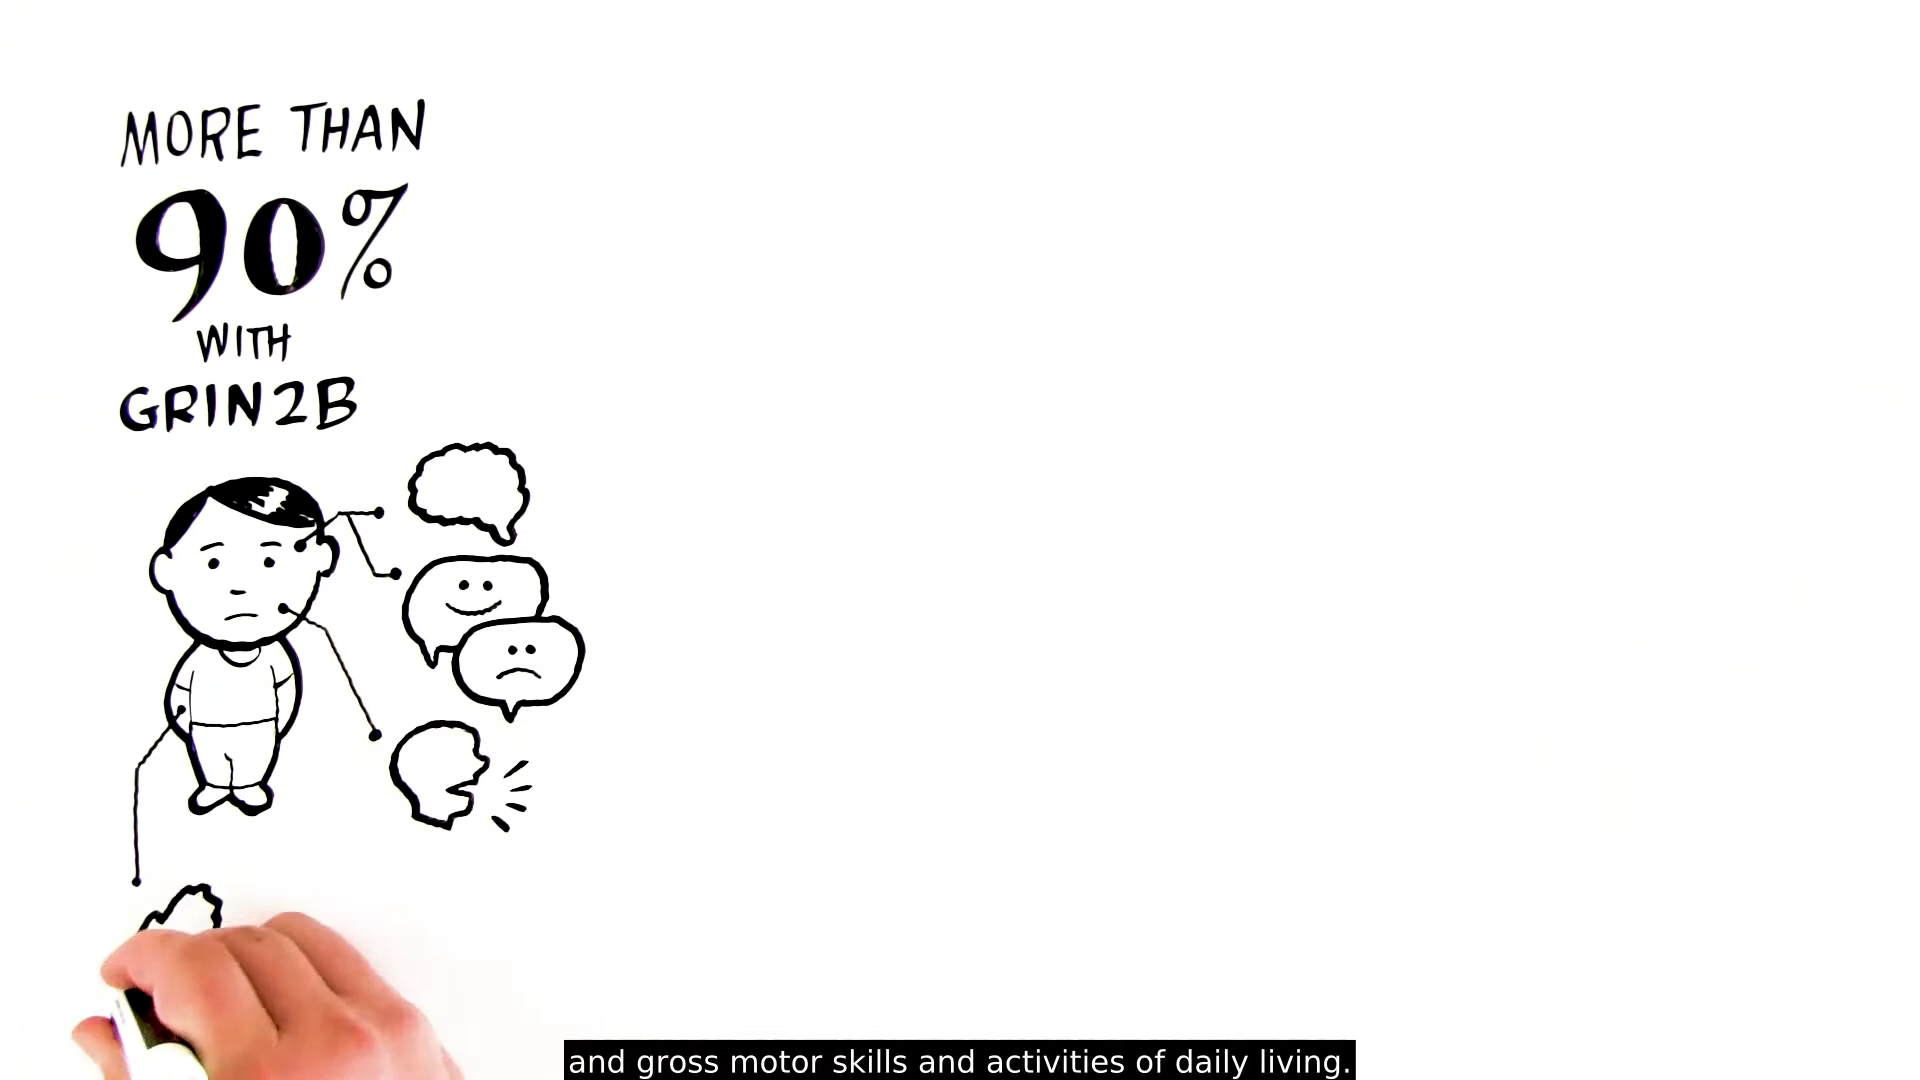 MORE THAN
90%
WITH
GRIN2B
and gross motor skills and activities of daily living.